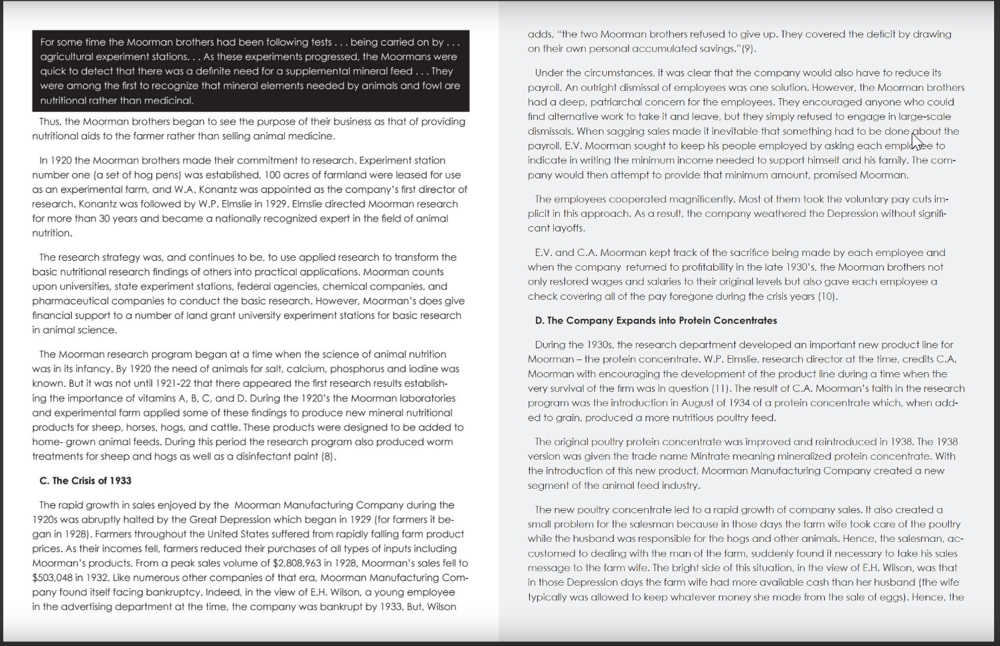 For some time the Moorman brothers had been following tests . . . being carried on by . . .
agricultural experiment stations. . . As these experiments progressed, the Moormans were
quick to detect that there was a definite need for a supplemental mineral feed . . . They
were among the first to recognize that mineral elements needed by animals and fowl are
nutritional rather than medicinal.
Thus, the Moorman brothers began to see the purpose of their business as that of providing
nutritional aids to the farmer rather than selling animal medicine.
In 1920 the Moorman brothers made their commitment to research. Experiment station
number one (a set of hog pens) was established, 100 acres of farmland were leased for use
as an experimental farm, and W.A. Konantz was appointed as the company's first director of
research. Konantz was followed by W.P. Elmslie in 1929. Elmslie directed Moorman research
for more than 30 years and became a nationally recognized expert in the field of animal
nutrition.
The research strategy was, and continues to be, to use applied research to transform the
basic nutritional research findings of others into practical applications. Moorman counts
upon universities, state experiment stations, federal agencies, chemical companies, and
pharmaceutical companies to conduct the basic research. However, Moorman's does give
financial support to a number of land grant university experiment stations for basic research
in animal science.
The Moorman research program began at a time when the science of animal nutrition
was in its infancy. By 1920 the need of animals for salt, calcium, phosphorus and iodine was
known. But it was not until 1921-22 that there appeared the first research results establish-
ing the importance of vitamins A, B, C, and D. During the 1920's the Moorman laboratories
and experimental farm applied some of these findings to produce new mineral nutritional
products for sheep, horses, hogs, and cattle. These products were designed to be added to
home- grown animal feeds. During this period the research program also produced worm
treatments for sheep and hogs as well as a disinfectant paint (8).
C. The Crisis of 1933
The rapid growth in sales enjoyed by the  Moorman Manufacturing Company during the
1920s was abruptly halted by the Great Depression which began in 1929 (for farmers it be-
gan in 1928). Farmers throughout the United States suffered from rapidly falling farm product
prices. As their incomes fell, farmers reduced their purchases of all types of inputs including
Moorman's products. From a peak sales volume of $2,808,963 in 1928, Moorman's sales fell to
$503,048 in 1932. Like numerous other companies of that era, Moorman Manufacturing Com-
pany found itself facing bankruptcy. Indeed, in the view of E.H. Wilson, a young employee
in the advertising department at the time, the company was bankrupt by 1933. But, Wilson
adds, "the two Moorman brothers refused to give up. They covered the deficit by drawing
on their own personal accumulated savings."(9).
Under the circumstances, it was clear that the company would also have to reduce its
payroll. An outright dismissal of employees was one solution. However, the Moorman brothers
had a deep, patriarchal concern for the employees. They encouraged anyone who could
find alternative work to take it and leave, but they simply refused to engage in large-scale
dismissals. When sagging sales made it inevitable that something had to be done about the
payroll, E.V. Moorman sought to keep his people employed by asking each employee to
indicate in writing the minimum income needed to support himself and his family. The com-
pany would then attempt to provide that minimum amount, promised Moorman.
The employees cooperated magnificently. Most of them took the voluntary pay cuts im-
plicit in this approach. As a result, the company weathered the Depression without signifi-
cant layoffs.
E.V. and C.A. Moorman kept track of the sacrifice being made by each employee and
when the company  returned to profitability in the late 1930's, the Moorman brothers not
only restored wages and salaries to their original levels but also gave each employee a
check covering all of the pay foregone during the crisis years (10).
D. The Company Expands into Protein Concentrates
During the 1930s, the research department developed an important new product line for
Moorman – the protein concentrate. W.P. Elmslie, research director at the time, credits C.A.
Moorman with encouraging the development of the product line during a time when the
very survival of the firm was in question (11). The result of C.A. Moorman's faith in the research
program was the introduction in August of 1934 of a protein concentrate which, when add-
ed to grain, produced a more nutritious poultry feed.
The original poultry protein concentrate was improved and reintroduced in 1938. The 1938
version was given the trade name Mintrate meaning mineralized protein concentrate. With
the introduction of this new product, Moorman Manufacturing Company created a new
segment of the animal feed industry.
The new poultry concentrate led to a rapid growth of company sales. It also created a
small problem for the salesman because in those days the farm wife took care of the poultry
while the husband was responsible for the hogs and other animals. Hence, the salesman, ac-
customed to dealing with the man of the farm, suddenly found it necessary to take his sales
message to the farm wife. The bright side of this situation, in the view of E.H. Wilson, was that
in those Depression days the farm wife had more available cash than her husband (the wife
typically was allowed to keep whatever money she made from the sale of eggs). Hence, the